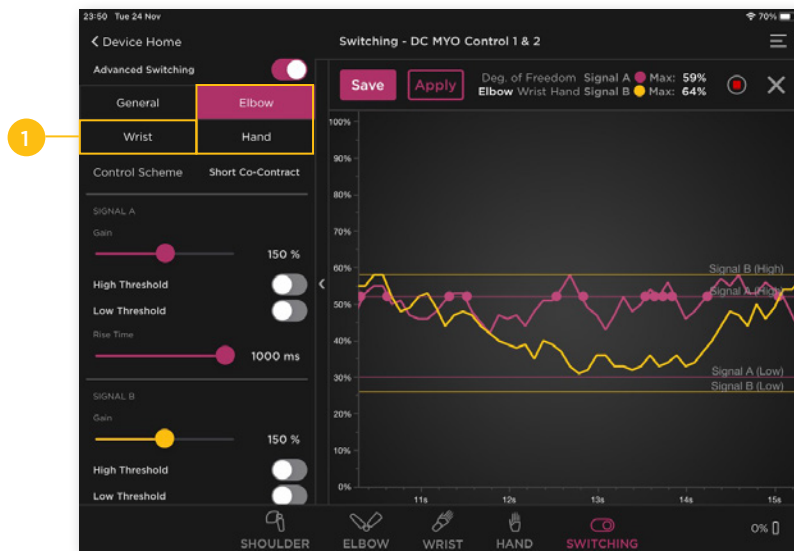 23:50 Tue 24 Nov
70%
Device Home
Switching - DC MYO Control 1 & 2
Advanced Switching
General
Elbow
Wrist
Hand
1
Control Scheme
Short Co-Contract
SIGNAL A
Gain
150 %
High Threshold
Low Threshold
Rise Time
1000 ms
SIGNAL B
Gain
150 %
High Threshold
Low Threshold
Save
Apply
Deg. of Freedom Signal A Max: 59%
Elbow Wrist Hand Signal B Max: 64%
100%
90%
80%
70%
60%
50%
40%
30%
20%
10%
0%
Signal B (High)
Signal A (High)
Signal A (Low)
Signal B (Low)
11s
12s
13s
14s
15s
SHOULDER
ELBOW
WRIST
HAND
SWITCHING
0%